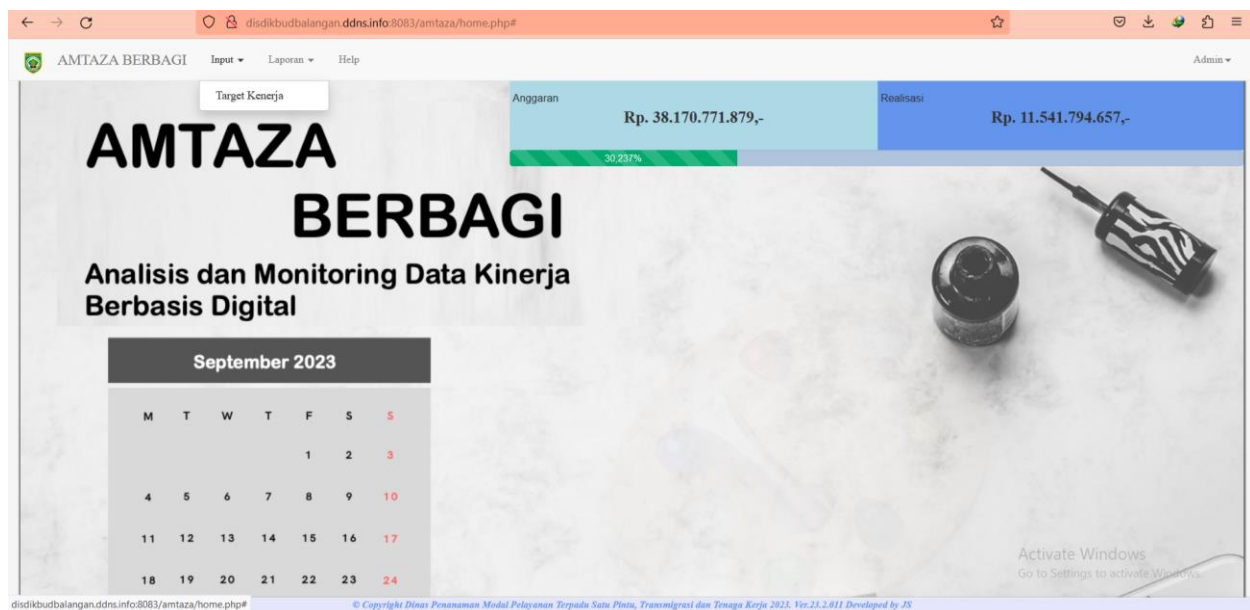 disdikbudbalangan.ddns.info:8083/amtaza/home.php#
AMTAZA BERBAGI Input Laporan Help Admin
Target Kenerja
Anggaran
Rp. 38.170.771.879,-
Realisasi
Rp. 11.541.794.657,-
30,237%
AMTAZA
BERBAGI
Analisis dan Monitoring Data Kinerja
Berbasis Digital
September 2023
M T W T F S S
1 2 3
4 5 6 7 8 9 10
11 12 13 14 15 16 17
18 19 20 21 22 23 24
Activate Windows
Go to Settings to activate Windows.
disdikbudbalangan.ddns.info:8083/amtaza/home.php#
© Copyright Dinas Penanaman Modal Pelayanan Terpadu Satu Pintu, Transmigrasi dan Tenaga Kerja 2023. Ver.23.2.011 Developed by JS